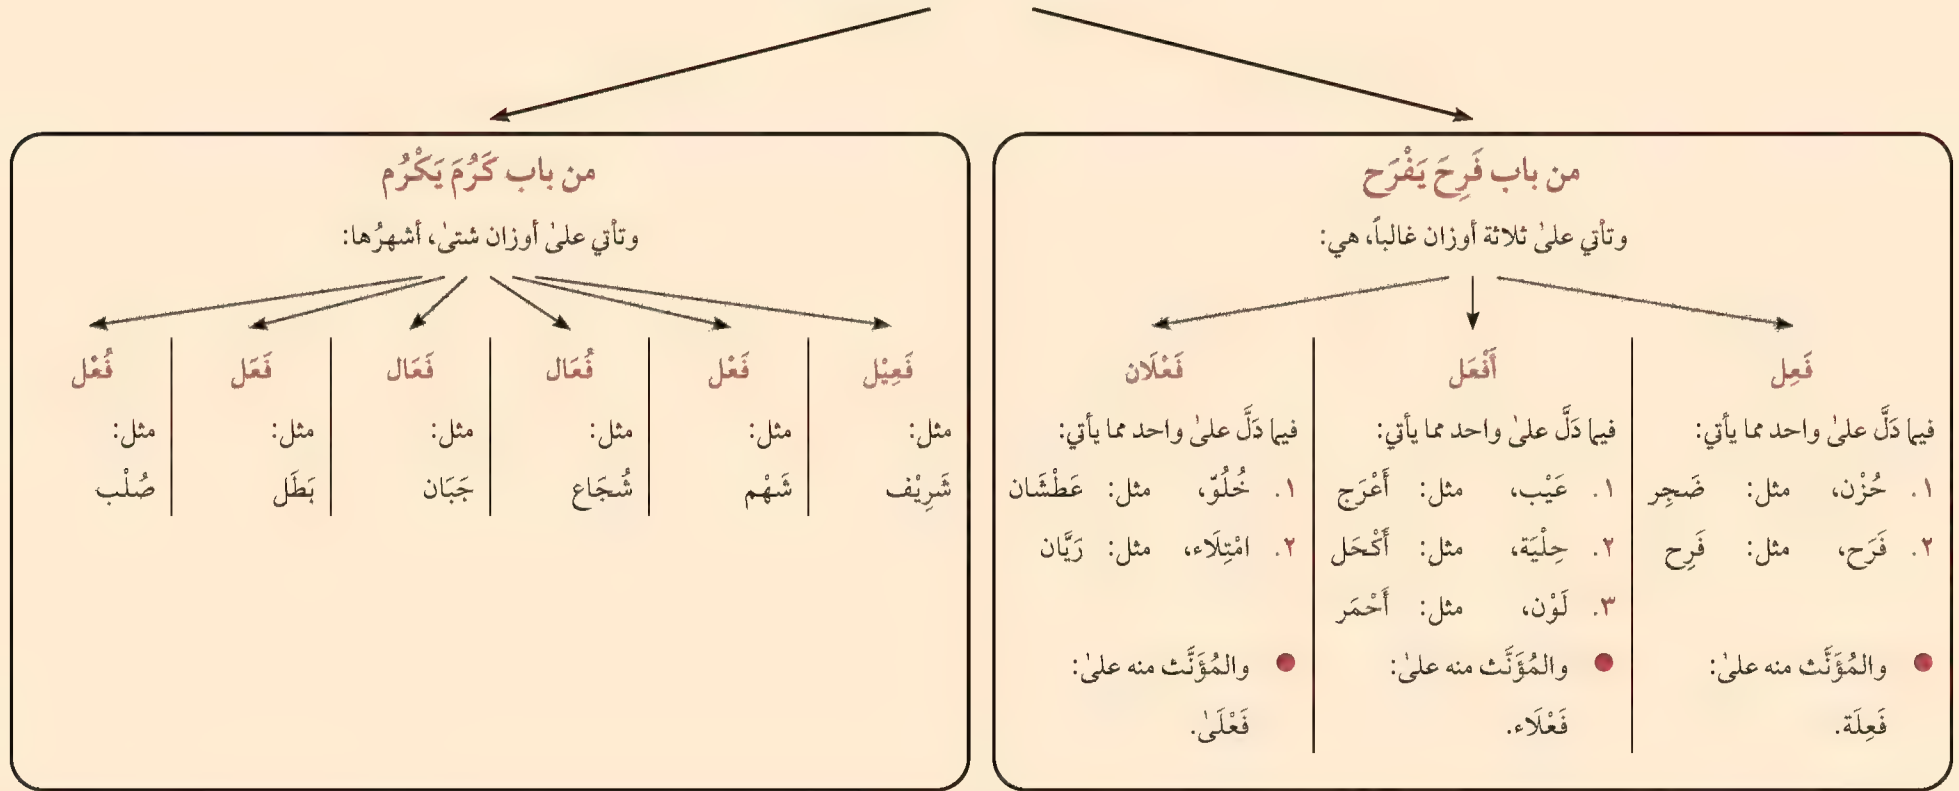 من باب فَرِحَ يَفْرَح
وتأتي علىٰ ثلاثة أوزان غالباً، هي:
فَعِل
فيما دَلَّ علىٰ واحد مما يأتي:
١. حُزْن، مثل: ضَجِر
٢. فَرَح، مثل: فَرِح
● والمُؤَنَّث منه علىٰ:
فَعِلَة.
أَفْعَل
فيما دَلَّ علىٰ واحد مما يأتي:
١. عَيْب، مثل: أَعْرَج
٢. حِلْيَة، مثل: أَكْحَل
٣. لَوْن، مثل: أَحْمَر
● والمُؤَنَّث منه علىٰ:
فَعْلَاء.
فَعْلَان
فيما دَلَّ علىٰ واحد مما يأتي:
١. خُلُوّ، مثل: عَطْشَان
٢. امْتِلَاء، مثل: رَيَّان
● والمُؤَنَّث منه علىٰ:
فَعْلَىٰ.
من باب كَرُمَ يَكْرُم
وتأتي علىٰ أوزان شتىٰ، أشهرُها:
فَعِيْل
مثل:
شَرِيْف
فَعْل
مثل:
شَهْم
فُعَال
مثل:
شُجَاع
فَعَال
مثل:
جَبَان
فَعَل
مثل:
بَطَل
فُعْل
مثل:
صُلْب